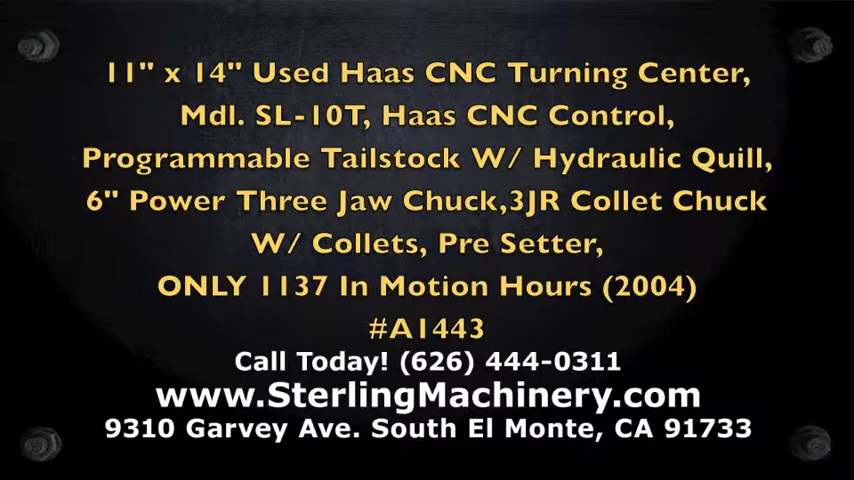 11" x 14" Used Haas CNC Turning Center,
Mdl. SL-10T, Haas CNC Control,
Programmable Tailstock W/ Hydraulic Quill,
6" Power Three Jaw Chuck,3JR Collet Chuck
W/ Collets, Pre Setter,
ONLY 1137 In Motion Hours (2004)
#A1443
Call Today! (626) 444-0311
www.SterlingMachinery.com
9310 Garvey Ave. South El Monte, CA 91733